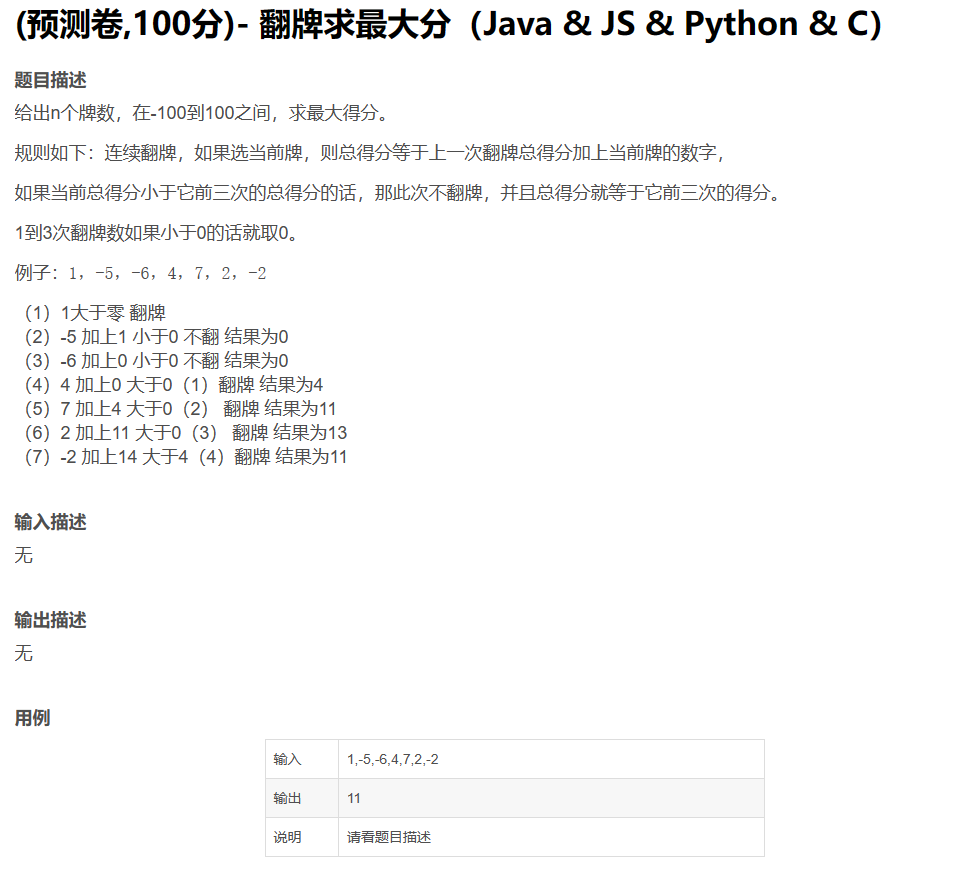 (预测卷,100分)- 翻牌求最大分（Java & JS & Python & C）
题目描述
给出n个牌数，在-100到100之间，求最大得分。
规则如下：连续翻牌，如果选当前牌，则总得分等于上一次翻牌总得分加上当前牌的数字，
如果当前总得分小于它前三次的总得分的话，那此次不翻牌，并且总得分就等于它前三次的得分。
1到3次翻牌数如果小于0的话就取0。
例子：1，-5，-6，4，7，2，-2
（1）1大于零 翻牌
（2）-5 加上1 小于0 不翻 结果为0
（3）-6 加上0 小于0 不翻 结果为0
（4）4 加上0 大于0（1）翻牌 结果为4
（5）7 加上4 大于0（2） 翻牌 结果为11
（6）2 加上11 大于0（3） 翻牌 结果为13
（7）-2 加上14 大于4（4）翻牌 结果为11
输入描述
无
输出描述
无
用例
输入 1,-5,-6,4,7,2,-2
输出 11
说明 请看题目描述